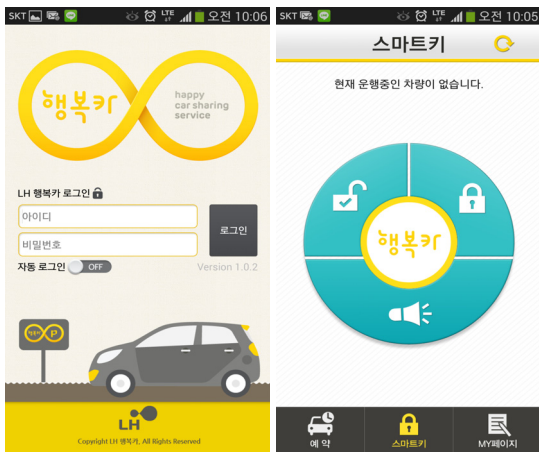 SKT LTE 오전 10:06
행복카
happy
car sharing
service
LH 행복카 로그인
아이디
비밀번호
로그인
자동 로그인 OFF
Version 1.0.2
행복카 P
LH
Copyright LH 행복카, All Rights Reserved
SKT LTE 오전 10:05
스마트키
현재 운행중인 차량이 없습니다.
행복카
예 약
스마트키
MY페이지